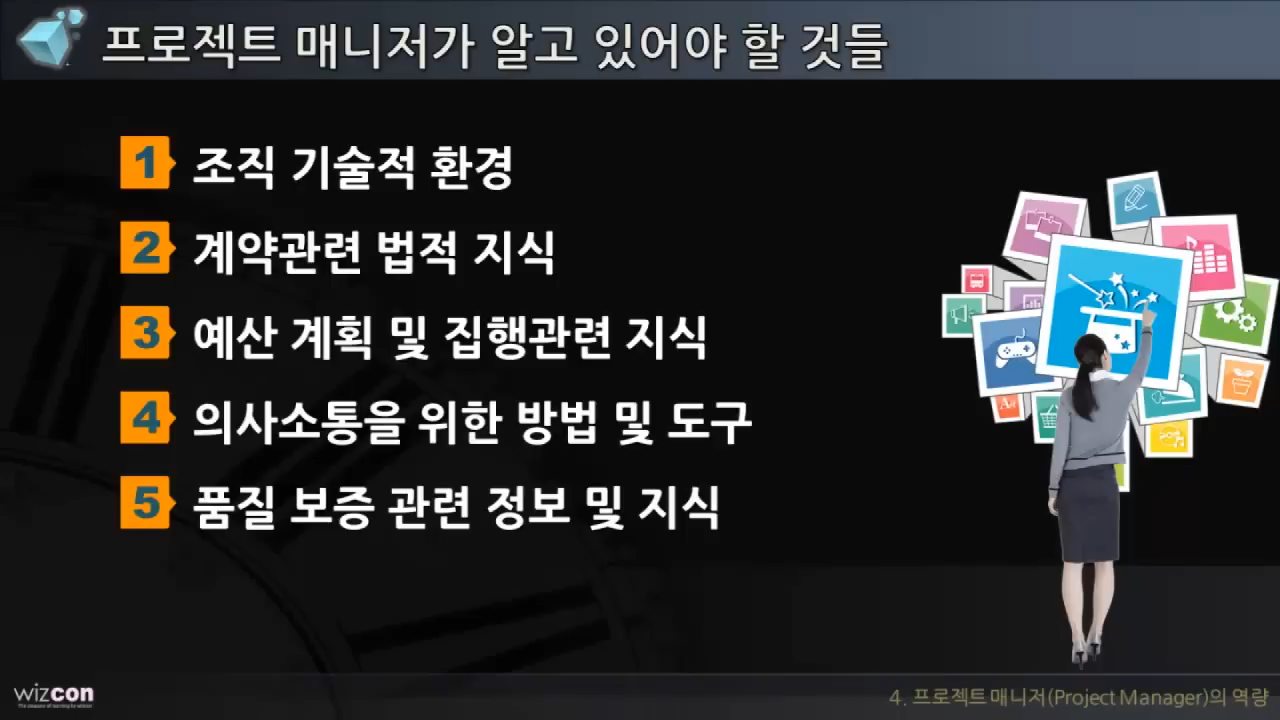 프로젝트 매니저가 알고 있어야 할 것들
1 조직 기술적 환경
2 계약관련 법적 지식
3 예산 계획 및 집행관련 지식
4 의사소통을 위한 방법 및 도구
5 품질 보증 관련 정보 및 지식
Aa
wizcon
4. 프로젝트 매니저(Project Manager)의 역량